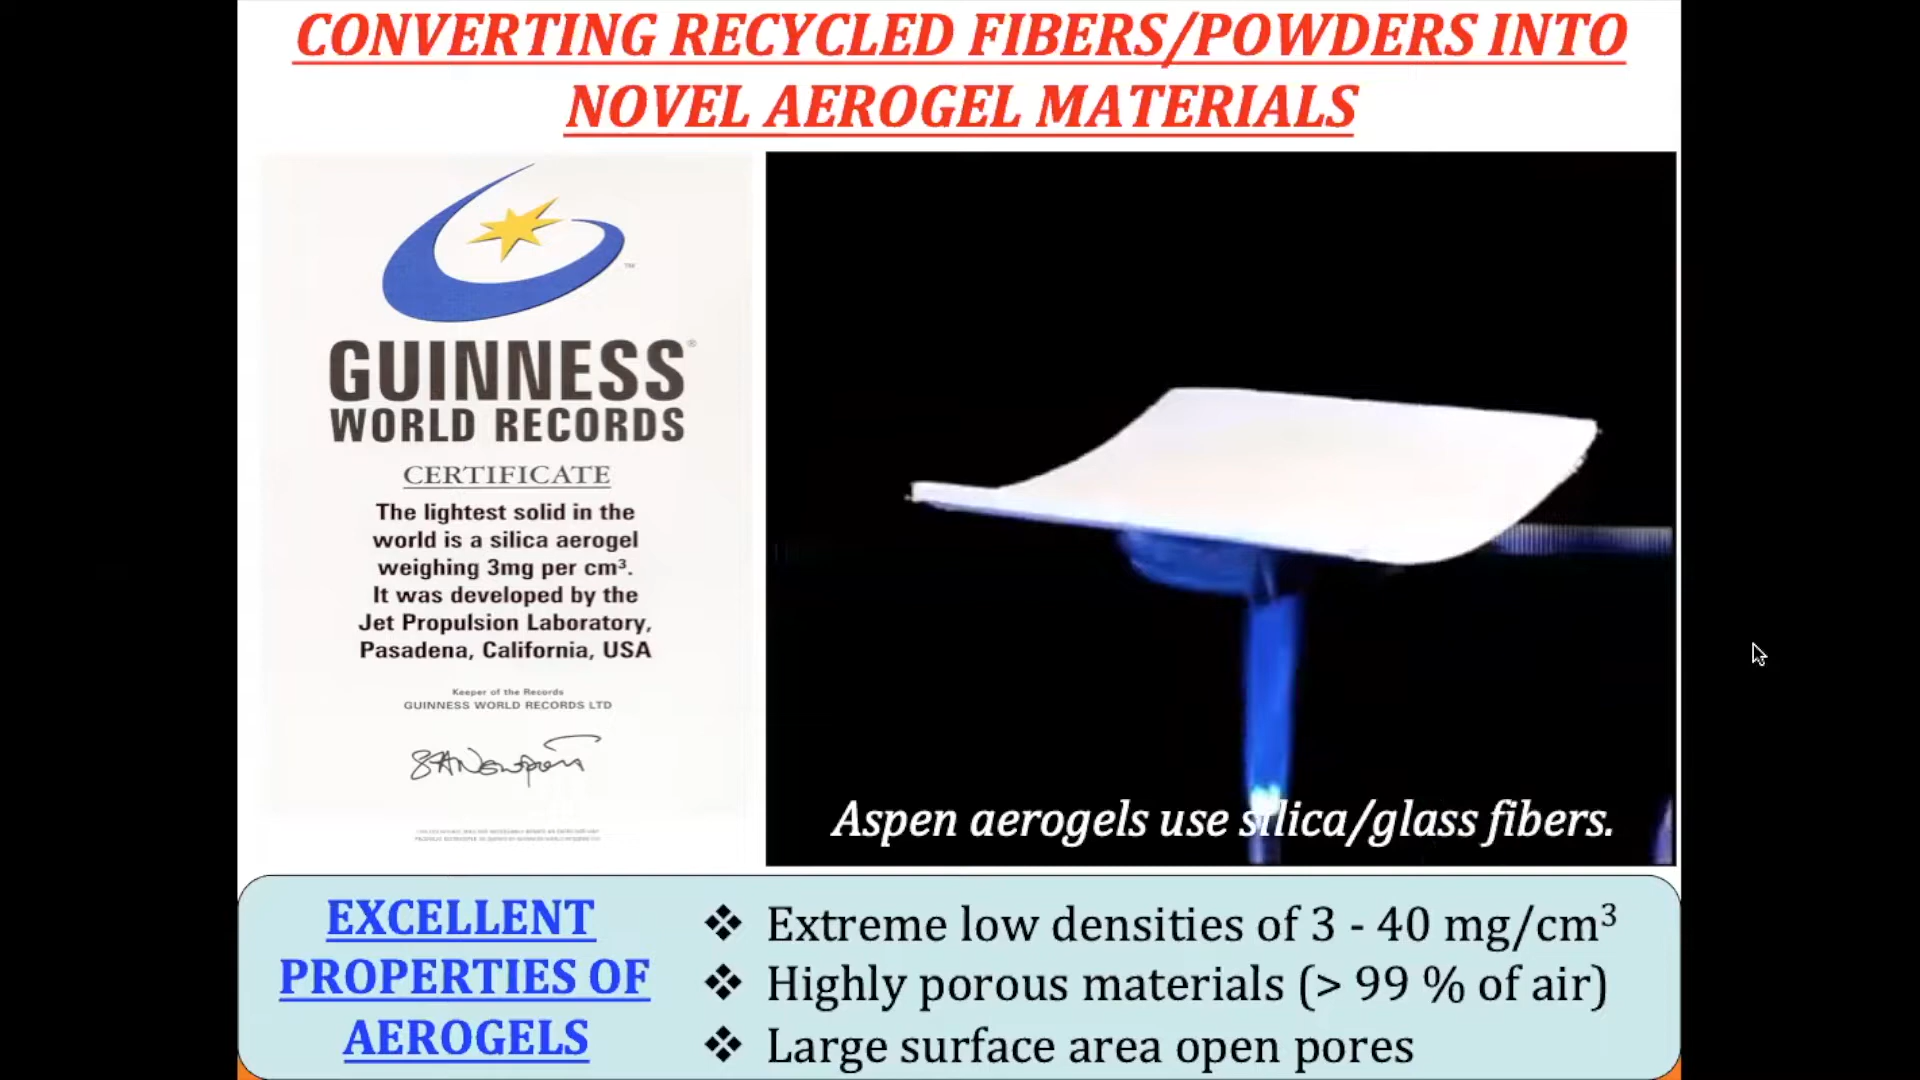 CONVERTING RECYCLED FIBERS/POWDERS INTO
NOVEL AEROGEL MATERIALS
™
GUINNESS®
WORLD RECORDS
CERTIFICATE
The lightest solid in the
world is a silica aerogel
weighing 3mg per cm³.
It was developed by the
Jet Propulsion Laboratory,
Pasadena, California, USA
Keeper of the Records
GUINNESS WORLD RECORDS LTD
Aspen aerogels use silica/glass fibers.
EXCELLENT
PROPERTIES OF
AEROGELS
❖ Extreme low densities of 3 - 40 mg/cm³
❖ Highly porous materials (> 99 % of air)
❖ Large surface area open pores